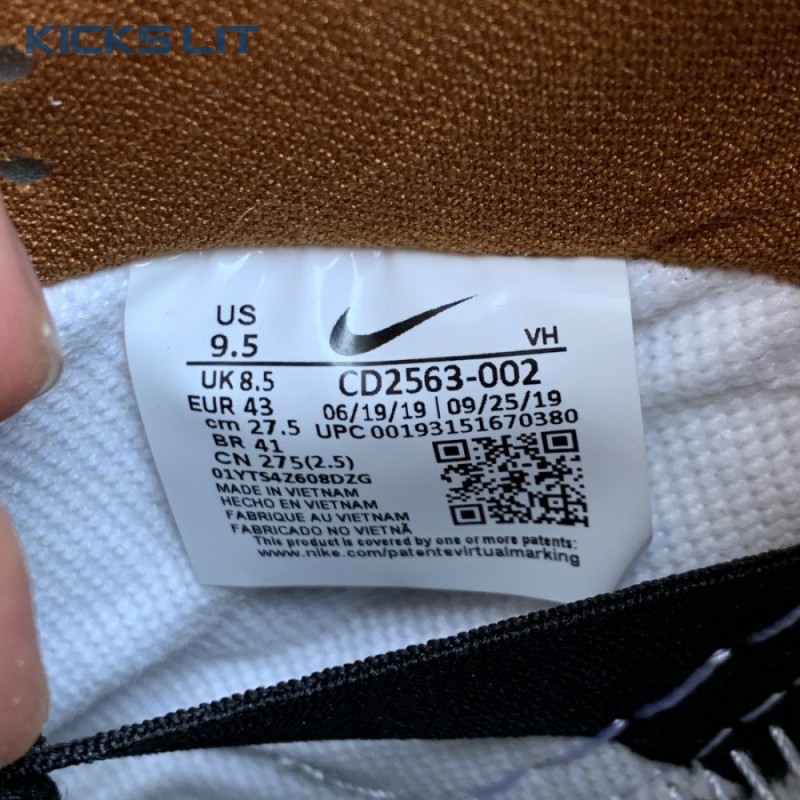 KICKS LIT
US
9.5
VH
UK 8.5
CD2563-002
EUR 43
06/19/19 | 09/25/19
cm 27.5
UPC 00193151670380
BR 41
CN 275(2.5)
01YTS4Z608DZG
MADE IN VIETNAM
HECHO EN VIETNAM
FABRIQUE AU VIETNAM
FABRICADO NO VIETNÃ
This product is covered by one or more patents:
www.nike.com/patentsvirtualmarking